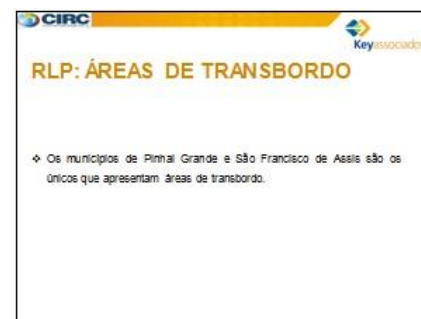 CIRC
Keyassociados
RLP: ÁREAS DE TRANSBORDO
❖ Os municípios de Pinhal Grande e São Francisco de Assis são os
únicos que apresentam áreas de transbordo.